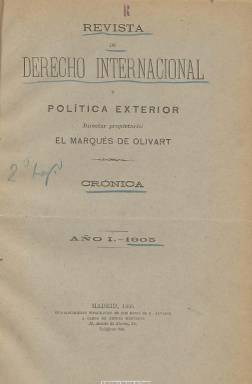 R
REVISTA
DE
DERECHO INTERNACIONAL
Y
POLÍTICA EXTERIOR
Director propietario:
EL MARQUÉS DE OLIVART
CRÓNICA
AÑO I.—1905
MADRID, 1905